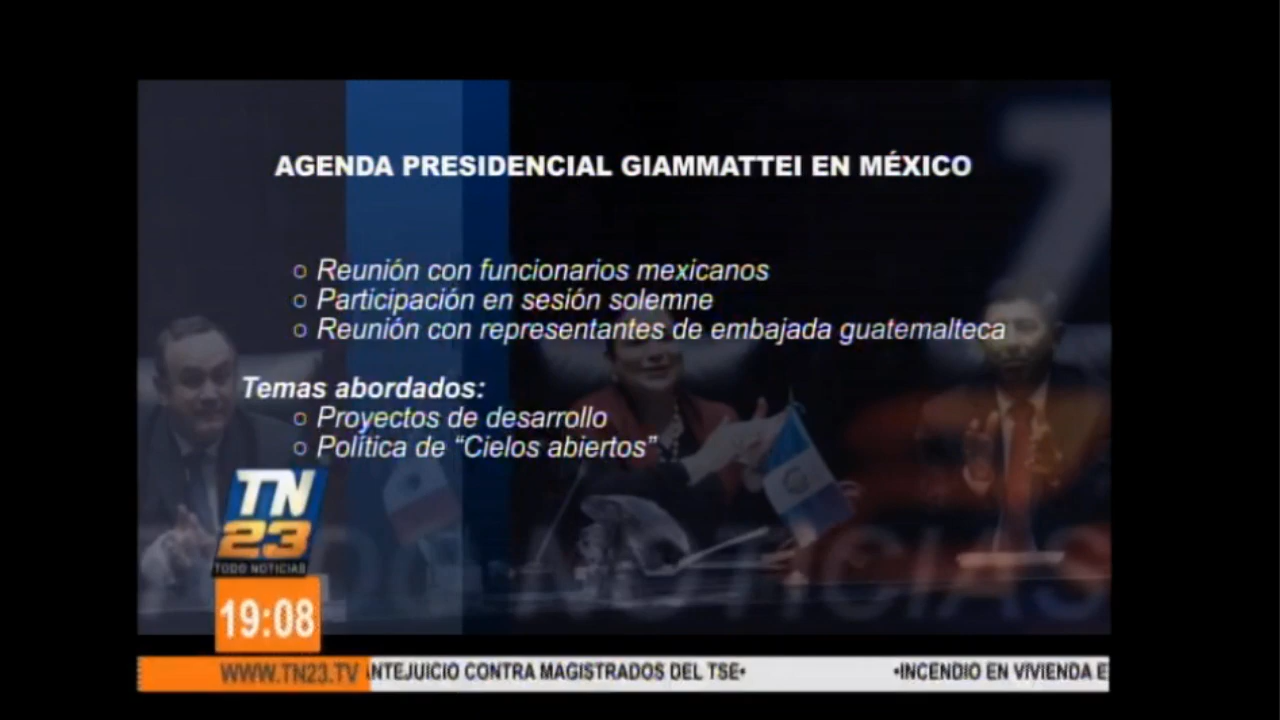 AGENDA PRESIDENCIAL GIAMMATTEI EN MÉXICO
○ Reunión con funcionarios mexicanos
○ Participación en sesión solemne
○ Reunión con representantes de embajada guatemalteca
Temas abordados:
○ Proyectos de desarrollo
○ Política de “Cielos abiertos”
TN
23
TODO NOTICIAS
NOTICIAS
19:08
WWW.TN23.TV NTEJUICIO CONTRA MAGISTRADOS DEL TSE• •INCENDIO EN VIVIENDA E